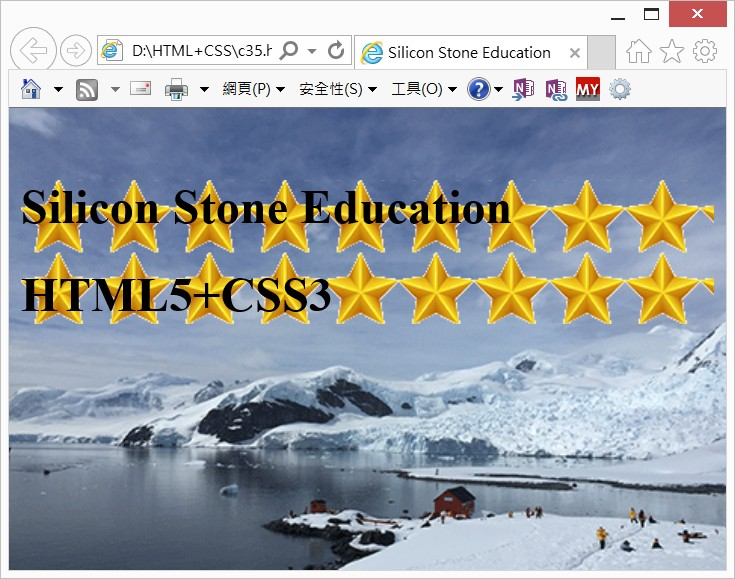 D:\HTML+CSS\c35.h
Silicon Stone Education
網頁(P) 安全性(S) 工具(O) ? N N MY
Silicon Stone Education
HTML5+CSS3